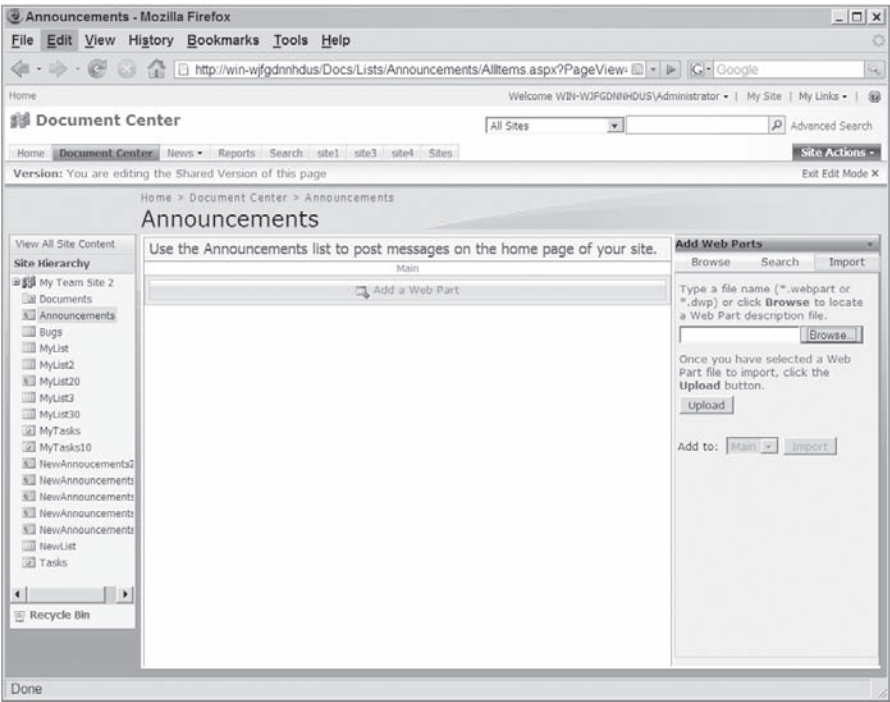 Announcements - Mozilla Firefox
File Edit View History Bookmarks Tools Help
http://win-wjfgdnnhdus/Docs/Lists/Announcements/AllItems.aspx?PageView=
Google
Home
Welcome WIN-WJFGDNNHDUS\Administrator | My Site | My Links |
Document Center
All Sites
Advanced Search
Home Document Center News Reports Search site1 site3 site4 Sites
Site Actions
Version: You are editing the Shared Version of this page
Exit Edit Mode X
Home > Document Center > Announcements
Announcements
View All Site Content
Site Hierarchy
My Team Site 2
Documents
Announcements
Bugs
MyList
MyList2
MyList20
MyList3
MyList30
MyTasks
MyTasks10
NewAnnoucements2
NewAnnouncements
NewAnnouncements
NewAnnouncements
NewAnnouncements
NewList
Tasks
Recycle Bin
Use the Announcements list to post messages on the home page of your site.
Main
Add a Web Part
Add Web Parts
Browse Search Import
Type a file name (*.webpart or
*.dwp) or click Browse to locate
a Web Part description file.
Browse...
Once you have selected a Web
Part file to import, click the
Upload button.
Upload
Add to: Main Import
Done